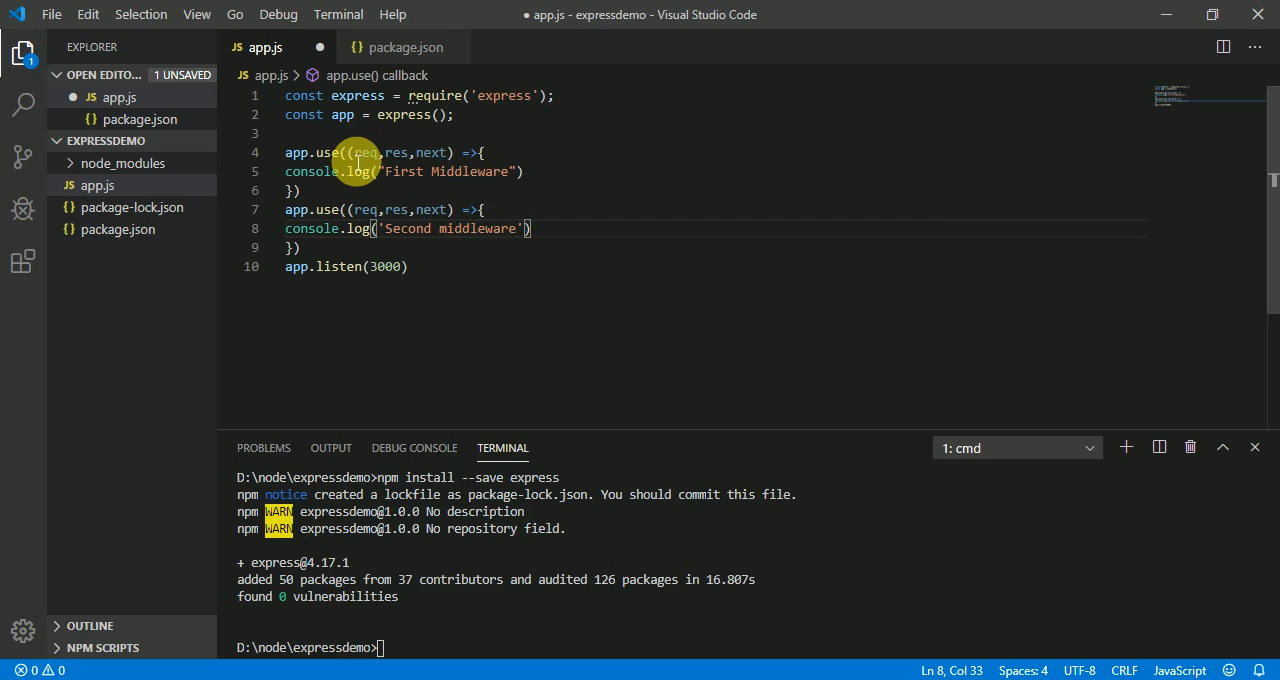 File Edit Selection View Go Debug Terminal Help
● app.js - expressdemo - Visual Studio Code
EXPLORER
OPEN EDITO... 1 UNSAVED
JS app.js
{} package.json
EXPRESSDEMO
node_modules
JS app.js
{} package-lock.json
{} package.json
OUTLINE
NPM SCRIPTS
1
JS app.js ● {} package.json
JS app.js > app.use() callback
1 const express = require('express');
2 const app = express();
3
4 app.use((req,res,next) =>{
5 console.log("First Middleware")
6 })
7 app.use((req,res,next) =>{
8 console.log('Second middleware')
9 })
10 app.listen(3000)
PROBLEMS OUTPUT DEBUG CONSOLE TERMINAL
1: cmd
D:\node\expressdemo>npm install --save express
npm notice created a lockfile as package-lock.json. You should commit this file.
npm WARN expressdemo@1.0.0 No description
npm WARN expressdemo@1.0.0 No repository field.
+ express@4.17.1
added 50 packages from 37 contributors and audited 126 packages in 16.807s
found 0 vulnerabilities
D:\node\expressdemo>
0 0
Ln 8, Col 33 Spaces: 4 UTF-8 CRLF JavaScript